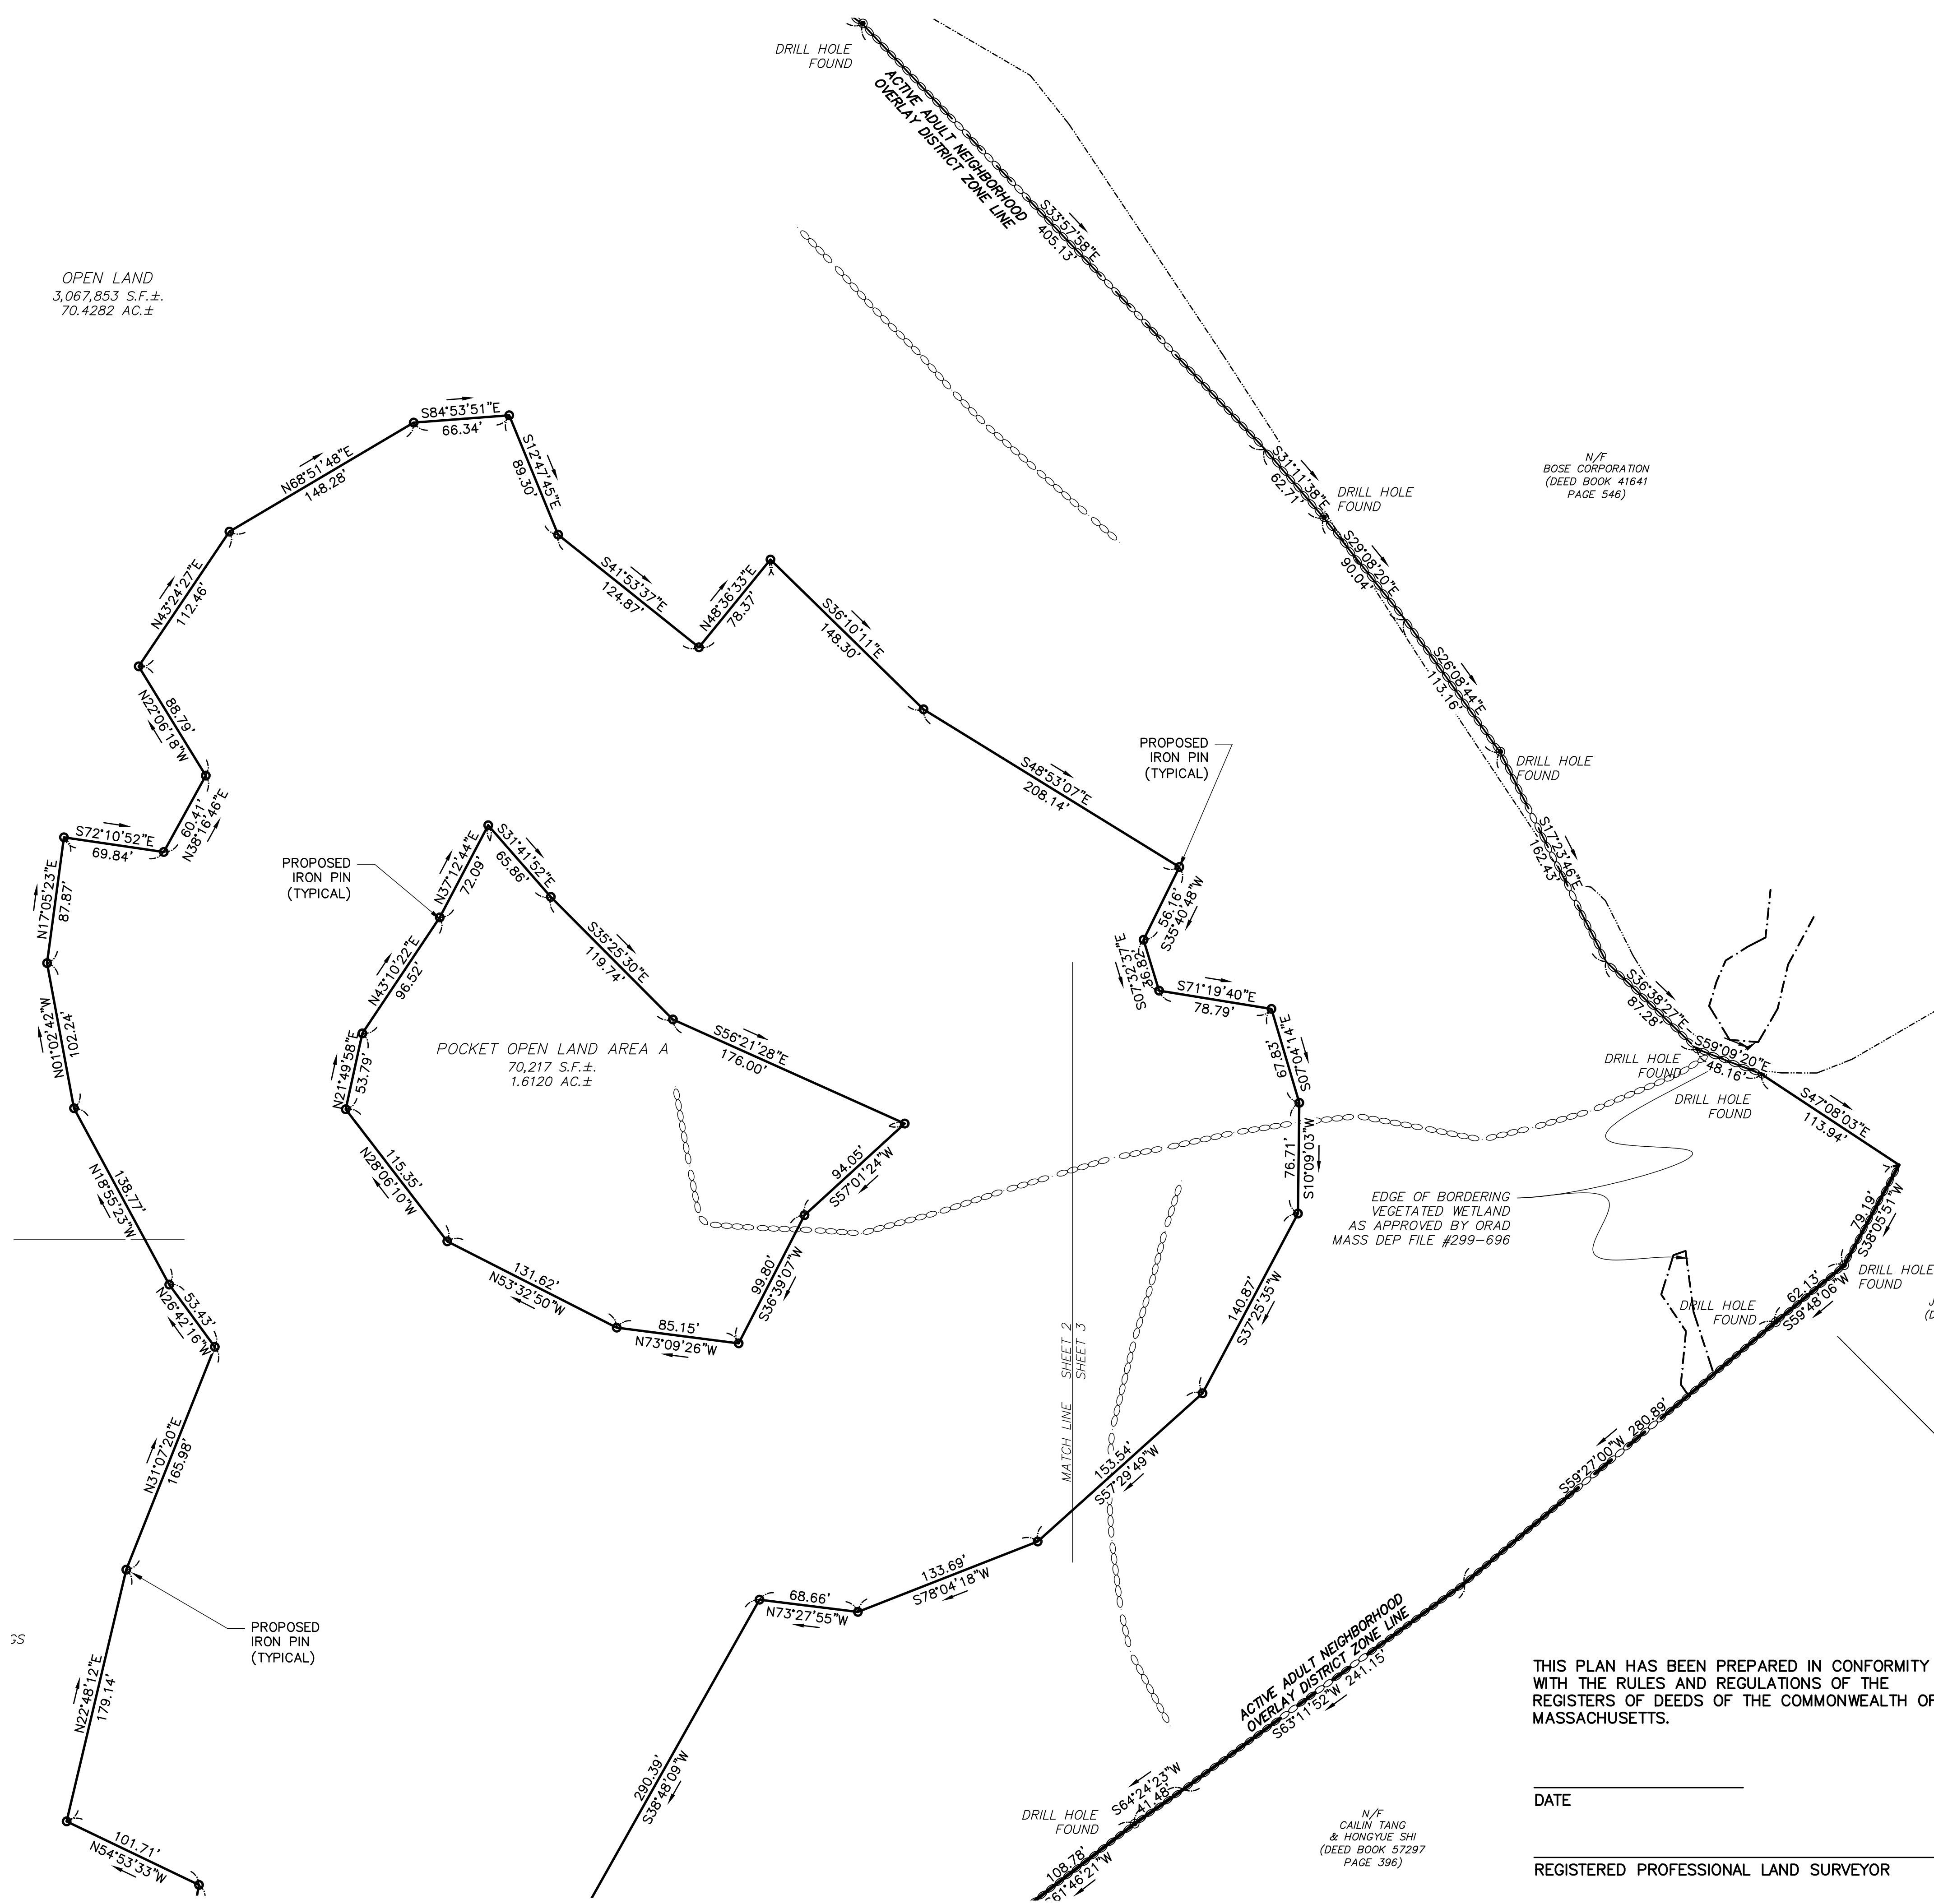 DRILL HOLE
FOUND
ACTIVE ADULT NEIGHBORHOOD
OVERLAY DISTRICT ZONE LINE
S33°57'58"E
405.13'
OPEN LAND
3,067,853 S.F.±.
70.4282 AC.±
S84°53'51"E
66.34'
N68°51'48"E
148.28'
S12°47'45"E
89.30'
N43°24'27"E
112.46'
S41°53'37"E
124.87'
N48°36'33"E
78.37'
S36°10'11"E
148.30'
S31°11'38"E
62.71'
DRILL HOLE
FOUND
N/F
BOSE CORPORATION
(DEED BOOK 41641
PAGE 546)
S29°08'20"E
90.04'
S26°08'44"E
113.16'
DRILL HOLE
FOUND
88.79'
N22°06'18"W
60.41'
N38°16'46"E
S72°10'52"E
69.84'
N17°05'23"E
87.87'
N01°02'42"W
102.24'
PROPOSED
IRON PIN
(TYPICAL)
S48°53'07"E
208.14'
PROPOSED
IRON PIN
(TYPICAL)
N37°12'44"E
72.09'
S31°41'52"E
65.86'
N43°10'22"E
96.52'
S35°25'30"E
119.74'
N21°49'58"E
53.79'
POCKET OPEN LAND AREA A
70,217 S.F.±.
1.6120 AC.±
S56°21'28"E
176.00'
56.16'
S35°40'48"W
36.82'
S07°32'37"E
S71°19'40"E
78.79'
S07°04'14"E
67.83'
76.71'
S10°09'03"W
S17°23'46"E
162.43'
S36°38'27"E
87.28'
DRILL HOLE
FOUND
S59°09'20"E
48.16'
DRILL HOLE
FOUND
S47°08'03"E
113.94'
115.35'
N28°06'10"W
138.77'
N18°55'23"W
94.05'
S57°01'24"W
99.80'
S36°39'07"W
131.62'
N53°32'50"W
85.15'
N73°09'26"W
53.43'
N26°42'16"W
EDGE OF BORDERING
VEGETATED WETLAND
AS APPROVED BY ORAD
MASS DEP FILE #299-696
79.19'
S38°05'51"W
DRILL HOLE
FOUND
62.13'
S59°48'06"W
DRILL HOLE
FOUND
(D
140.87'
S37°25'35"W
MATCH LINE SHEET 2
SHEET 3
N31°07'20"E
165.98'
153.54'
S57°29'49"W
S59°27'00"W 280.89'
133.69'
S78°04'18"W
68.66'
N73°27'55"W
GS
PROPOSED
IRON PIN
(TYPICAL)
N22°48'12"E
179.14'
ACTIVE ADULT NEIGHBORHOOD
OVERLAY DISTRICT ZONE LINE
S63°11'52"W 241.15'
290.39'
S38°48'09"W
S64°24'23"W
41.48'
DRILL HOLE
FOUND
108.78'
S61°46'21"W
101.71'
N54°53'33"W
N/F
CAILIN TANG
& HONGYUE SHI
(DEED BOOK 57297
PAGE 396)
THIS PLAN HAS BEEN PREPARED IN CONFORMITY
WITH THE RULES AND REGULATIONS OF THE
REGISTERS OF DEEDS OF THE COMMONWEALTH OF
MASSACHUSETTS.
DATE
REGISTERED PROFESSIONAL LAND SURVEYOR